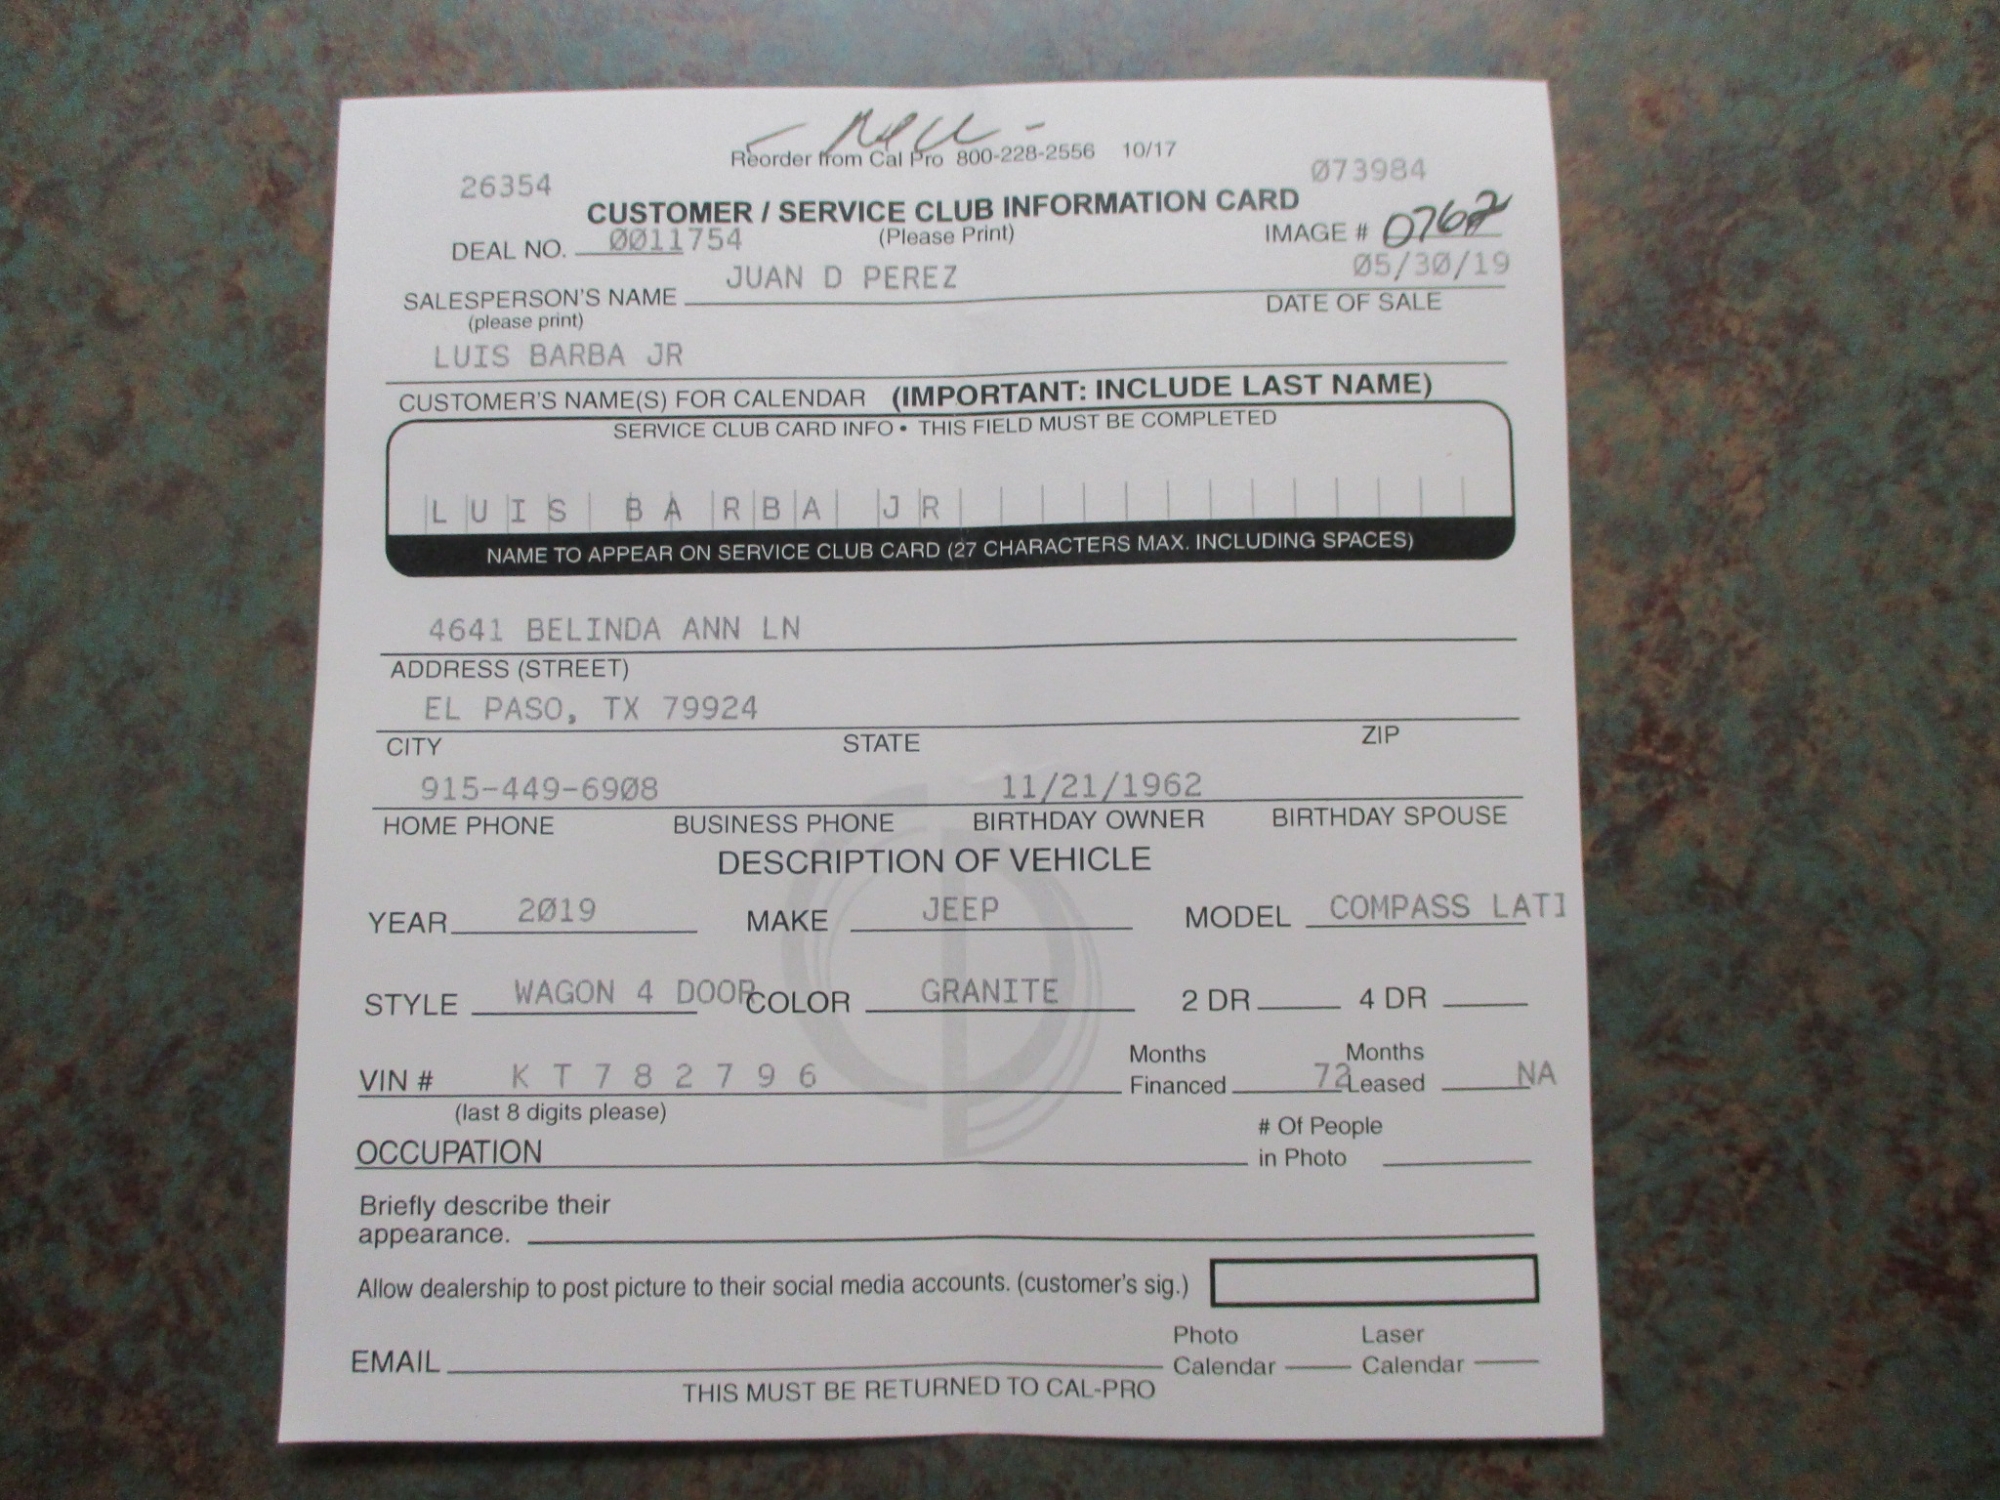 Reorder from Cal Pro 800-228-2556 10/17
26354 073984
CUSTOMER / SERVICE CLUB INFORMATION CARD
DEAL NO. 0011754 (Please Print) IMAGE # 0762
JUAN D PEREZ 05/30/19
SALESPERSON'S NAME DATE OF SALE
(please print)
LUIS BARBA JR
CUSTOMER'S NAME(S) FOR CALENDAR (IMPORTANT: INCLUDE LAST NAME)
SERVICE CLUB CARD INFO • THIS FIELD MUST BE COMPLETED
LUIS BARBA JR
NAME TO APPEAR ON SERVICE CLUB CARD (27 CHARACTERS MAX. INCLUDING SPACES)
4641 BELINDA ANN LN
ADDRESS (STREET)
EL PASO, TX 79924
CITY STATE ZIP
915-449-6908 11/21/1962
HOME PHONE BUSINESS PHONE BIRTHDAY OWNER BIRTHDAY SPOUSE
DESCRIPTION OF VEHICLE
YEAR 2019 MAKE JEEP MODEL COMPASS LATI
STYLE WAGON 4 DOOR COLOR GRANITE 2 DR 4 DR
Months Months
VIN # K T 7 8 2 7 9 6 Financed 72 Leased NA
(last 8 digits please)
# Of People
OCCUPATION in Photo
Briefly describe their
appearance.
Allow dealership to post picture to their social media accounts. (customer's sig.)
Photo Laser
EMAIL Calendar Calendar
THIS MUST BE RETURNED TO CAL-PRO